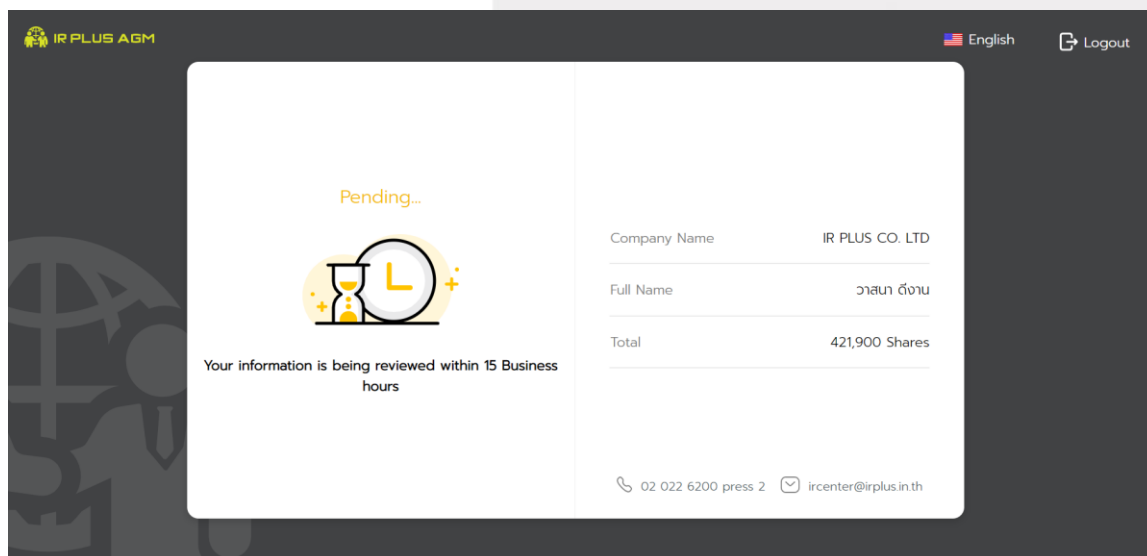 IR PLUS AGM
English
Logout
Pending...
Your information is being reviewed within 15 Business
hours
Company Name IR PLUS CO. LTD
Full Name วาสนา ดีงาน
Total 421,900 Shares
02 022 6200 press 2 ircenter@irplus.in.th